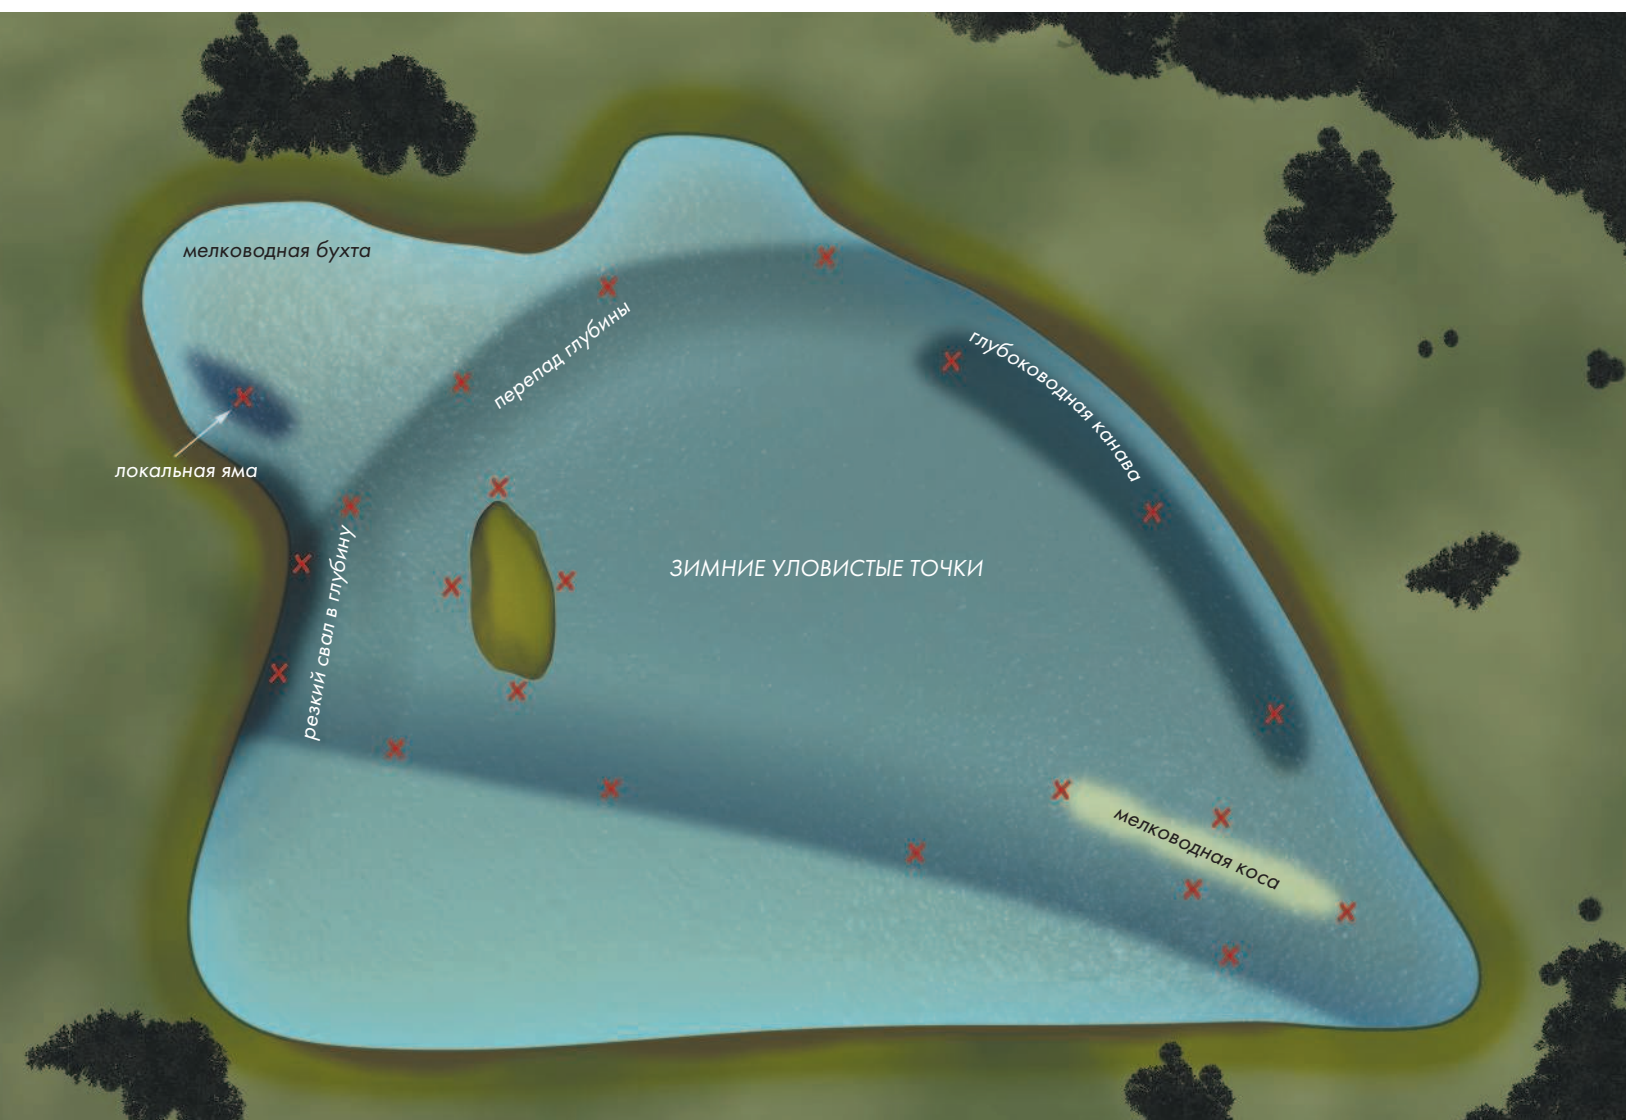 мелководная бухта
перепад глубины
глубоководная канава
локальная яма
резкий свал в глубину
ЗИМНИЕ УЛОВИСТЫЕ ТОЧКИ
мелководная коса